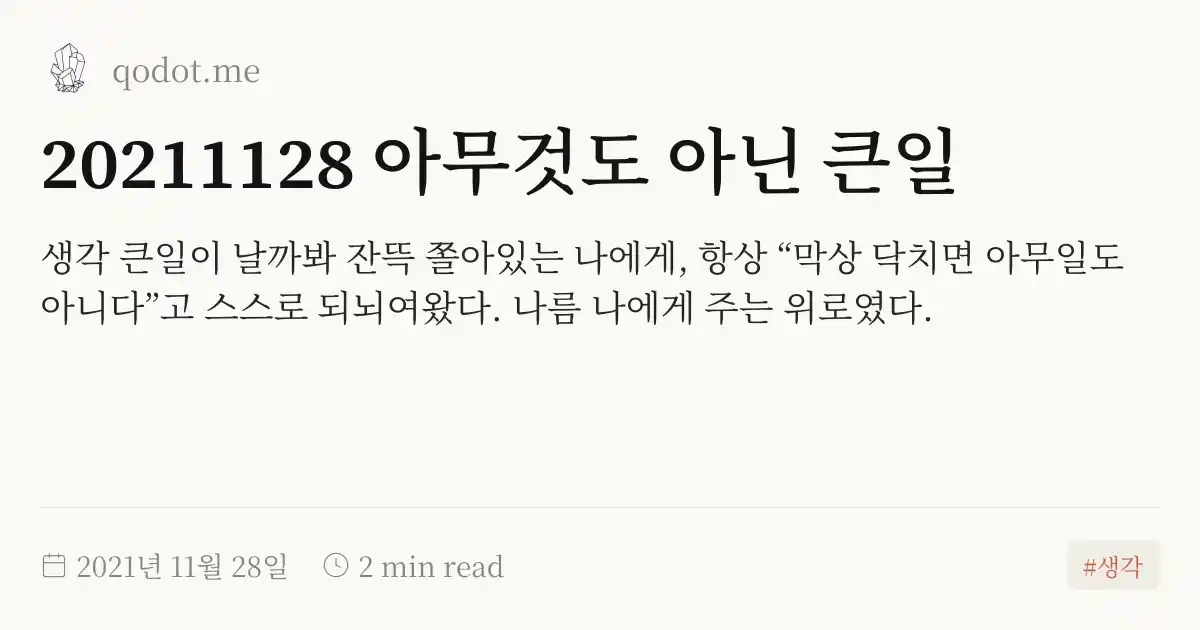 qodot.me
20211128 아무것도 아닌 큰일
생각 큰일이 날까봐 잔뜩 쫄아있는 나에게, 항상 “막상 닥치면 아무일도
아니다”고 스스로 되뇌여왔다. 나름 나에게 주는 위로였다.
2021년 11월 28일 2 min read
#생각